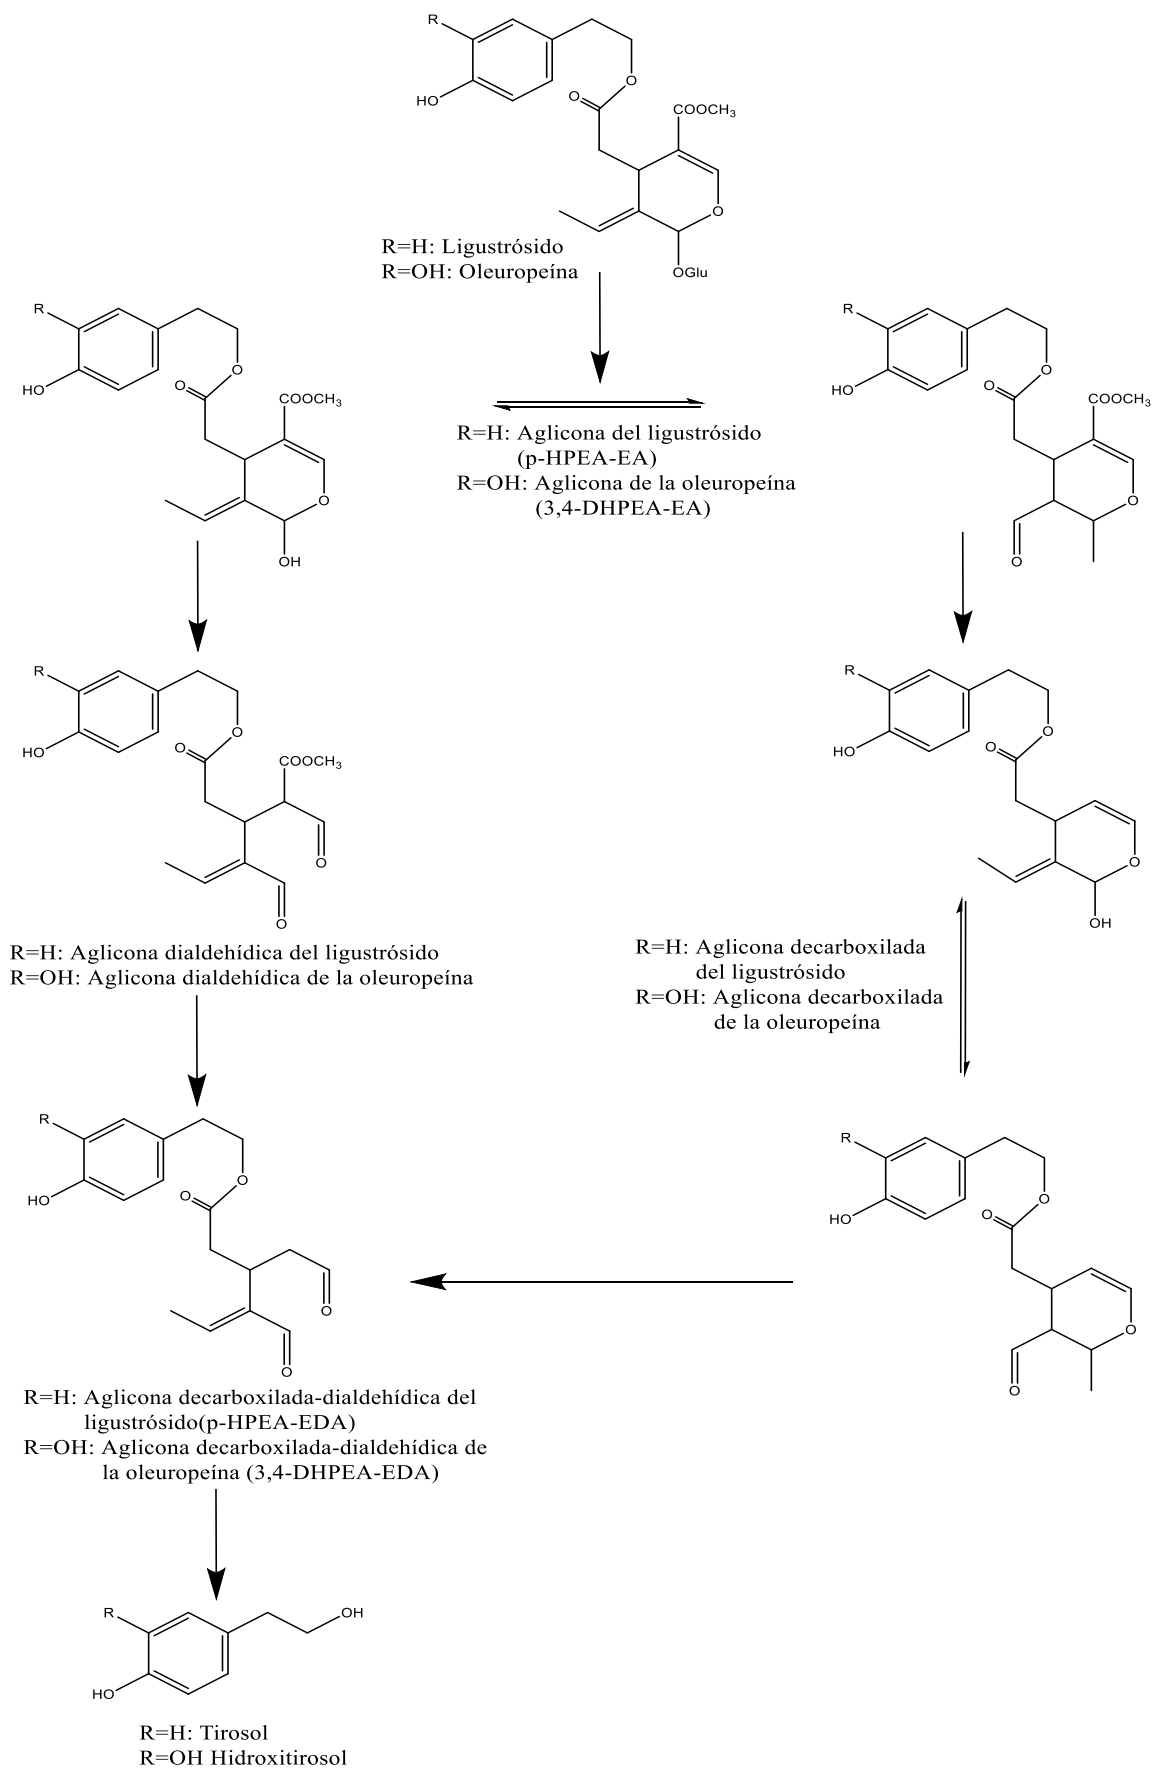 R
HO
O
O
COOCH3
O
OGlu
R=H: Ligustrósido
R=OH: Oleuropeína
R
HO
O
O
COOCH3
O
OH
R=H: Aglicona del ligustrósido
(p-HPEA-EA)
R=OH: Aglicona de la oleuropeína
(3,4-DHPEA-EA)
R
HO
O
O
COOCH3
O
O
R
HO
O
O
COOCH3
O
O
R=H: Aglicona dialdehídica del ligustrósido
R=OH: Aglicona dialdehídica de la oleuropeína
R
HO
O
O
O
OH
R=H: Aglicona decarboxilada
del ligustrósido
R=OH: Aglicona decarboxilada
de la oleuropeína
R
HO
O
O
O
O
R=H: Aglicona decarboxilada-dialdehídica del
ligustrósido(p-HPEA-EDA)
R=OH: Aglicona decarboxilada-dialdehídica de
la oleuropeína (3,4-DHPEA-EDA)
R
HO
O
O
O
O
R
OH
HO
R=H: Tirosol
R=OH Hidroxitirosol